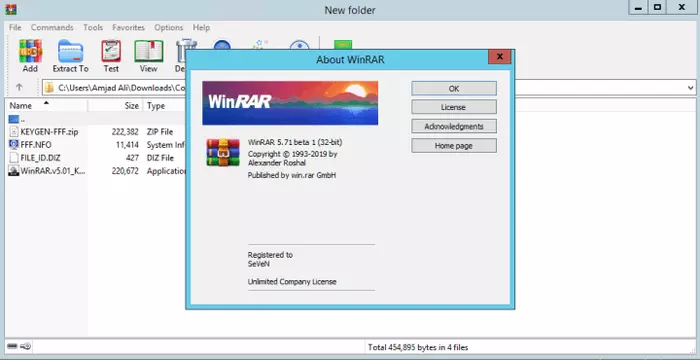 New folder
File Commands Tools Favorites Options Help
Add Extract To Test View
C:\Users\Amjad Ali\Downloads\Co
Name Size Type
..
KEYGEN-FFF.zip 222,382 ZIP File
FFF.NFO 11,414 System Info
FILE_ID.DIZ 427 DIZ File
WinRAR.v5.01_K... 220,672 Application
About WinRAR
WinRAR
WinRAR 5.71 beta 1 (32-bit)
Copyright © 1993-2019 by
Alexander Roshal
Published by win.rar GmbH
Registered to
SeVeN
Unlimited Company License
OK
License
Acknowledgments
Home page
Total 454,895 bytes in 4 files